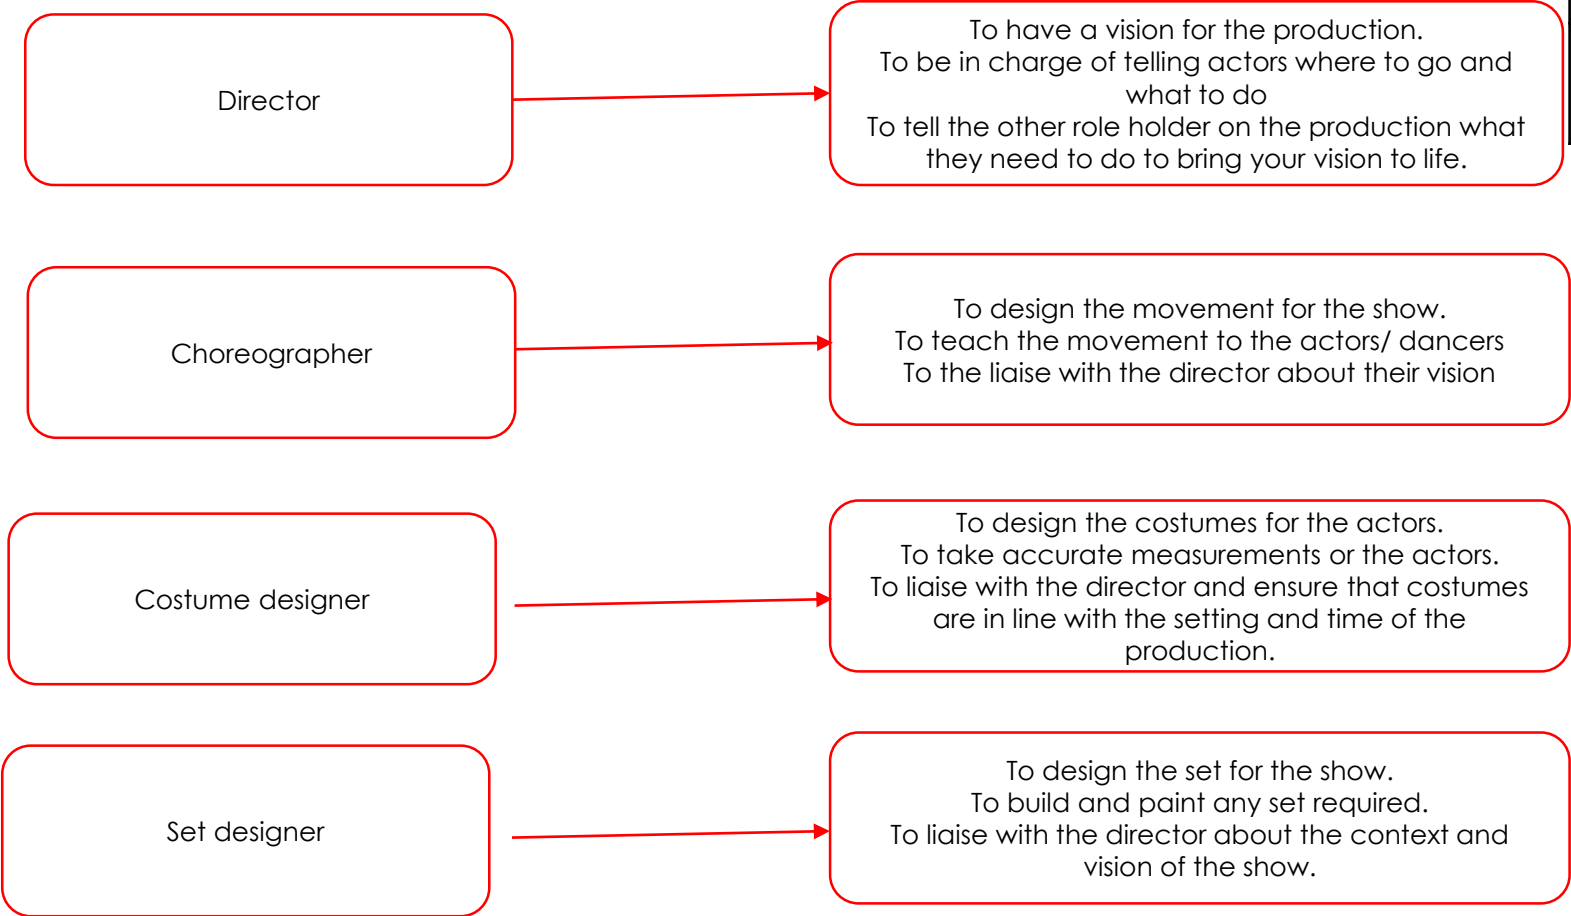 Director
To have a vision for the production.
To be in charge of telling actors where to go and
what to do
To tell the other role holder on the production what
they need to do to bring your vision to life.
Choreographer
To design the movement for the show.
To teach the movement to the actors/ dancers
To the liaise with the director about their vision
Costume designer
To design the costumes for the actors.
To take accurate measurements or the actors.
To liaise with the director and ensure that costumes
are in line with the setting and time of the
production.
Set designer
To design the set for the show.
To build and paint any set required.
To liaise with the director about the context and
vision of the show.